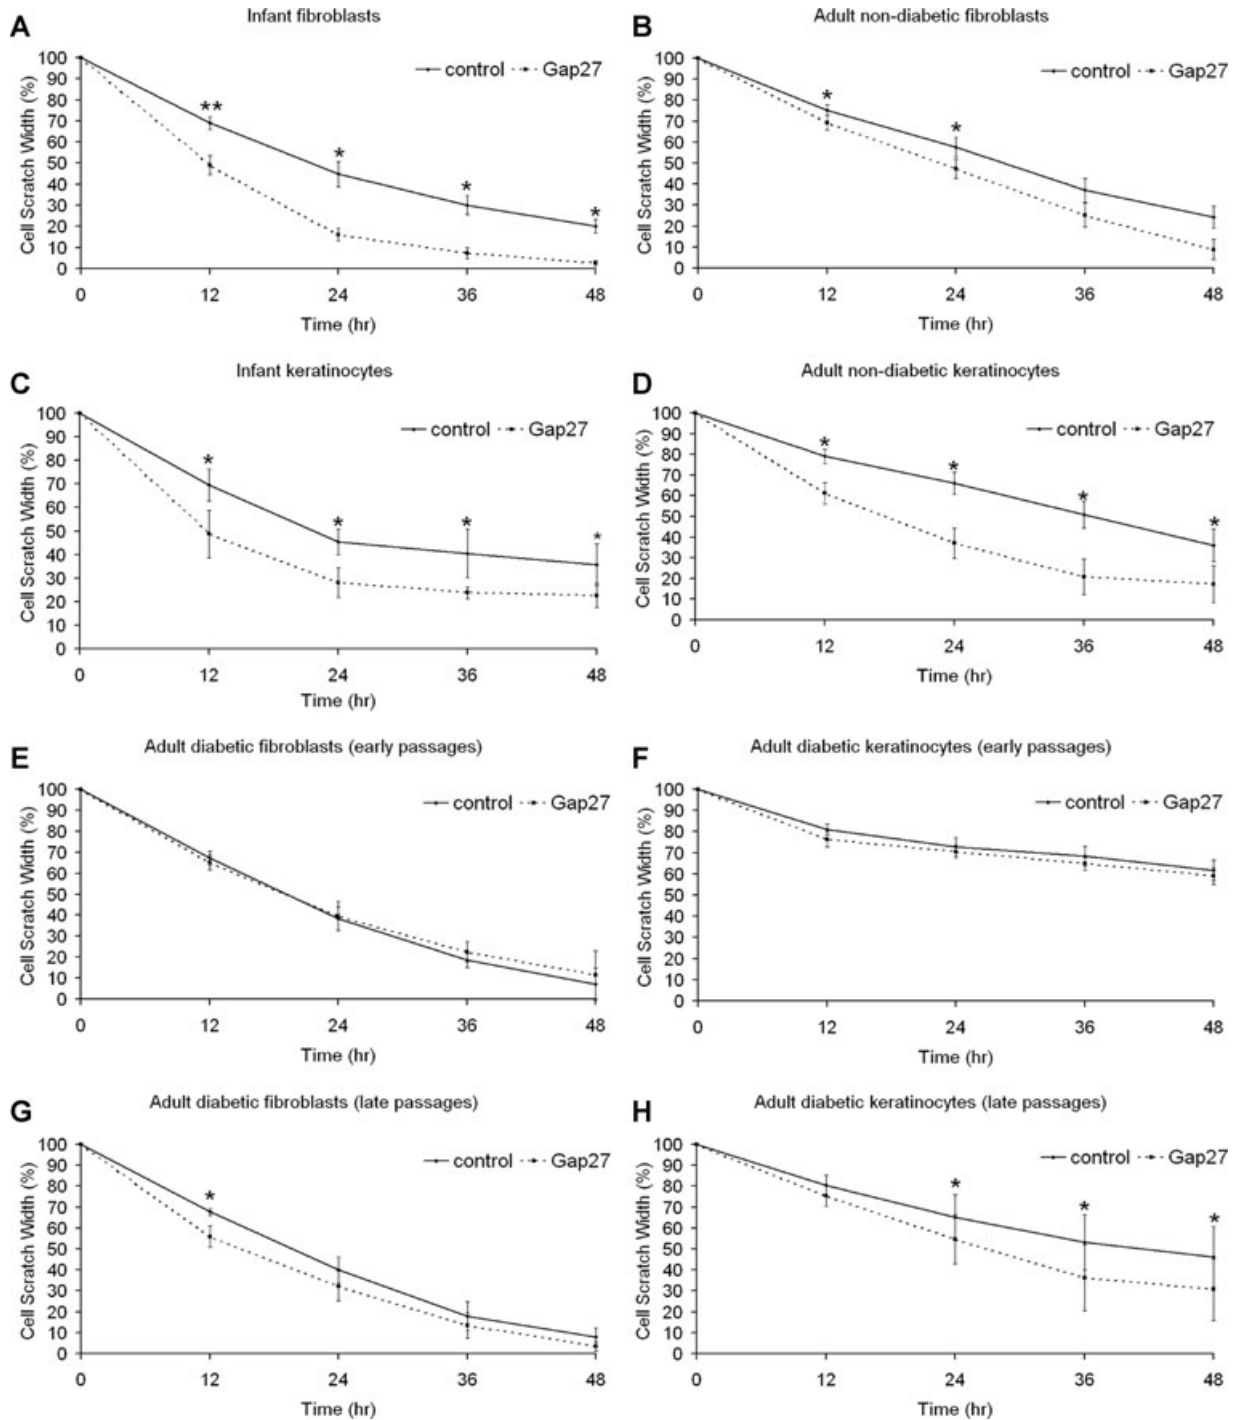 A
Infant fibroblasts
control
Gap27
Cell Scratch Width (%)
100
90
80
70
60
50
40
30
20
10
0
**
*
*
*
0 12 24 36 48
Time (hr)
B
Adult non-diabetic fibroblasts
control
Gap27
Cell Scratch Width (%)
100
90
80
70
60
50
40
30
20
10
0
*
*
0 12 24 36 48
Time (hr)
C
Infant keratinocytes
control
Gap27
Cell Scratch Width (%)
100
90
80
70
60
50
40
30
20
10
0
*
*
*
*
0 12 24 36 48
Time (hr)
D
Adult non-diabetic keratinocytes
control
Gap27
Cell Scratch Width (%)
100
90
80
70
60
50
40
30
20
10
0
*
*
*
*
0 12 24 36 48
Time (hr)
E
Adult diabetic fibroblasts (early passages)
control
Gap27
Cell Scratch Width (%)
100
90
80
70
60
50
40
30
20
10
0
0 12 24 36 48
Time (hr)
F
Adult diabetic keratinocytes (early passages)
control
Gap27
Cell Scratch Width (%)
100
90
80
70
60
50
40
30
20
10
0
0 12 24 36 48
Time (hr)
G
Adult diabetic fibroblasts (late passages)
control
Gap27
Cell Scratch Width (%)
100
90
80
70
60
50
40
30
20
10
0
*
0 12 24 36 48
Time (hr)
H
Adult diabetic keratinocytes (late passages)
control
Gap27
Cell Scratch Width (%)
100
90
80
70
60
50
40
30
20
10
0
*
*
*
0 12 24 36 48
Time (hr)